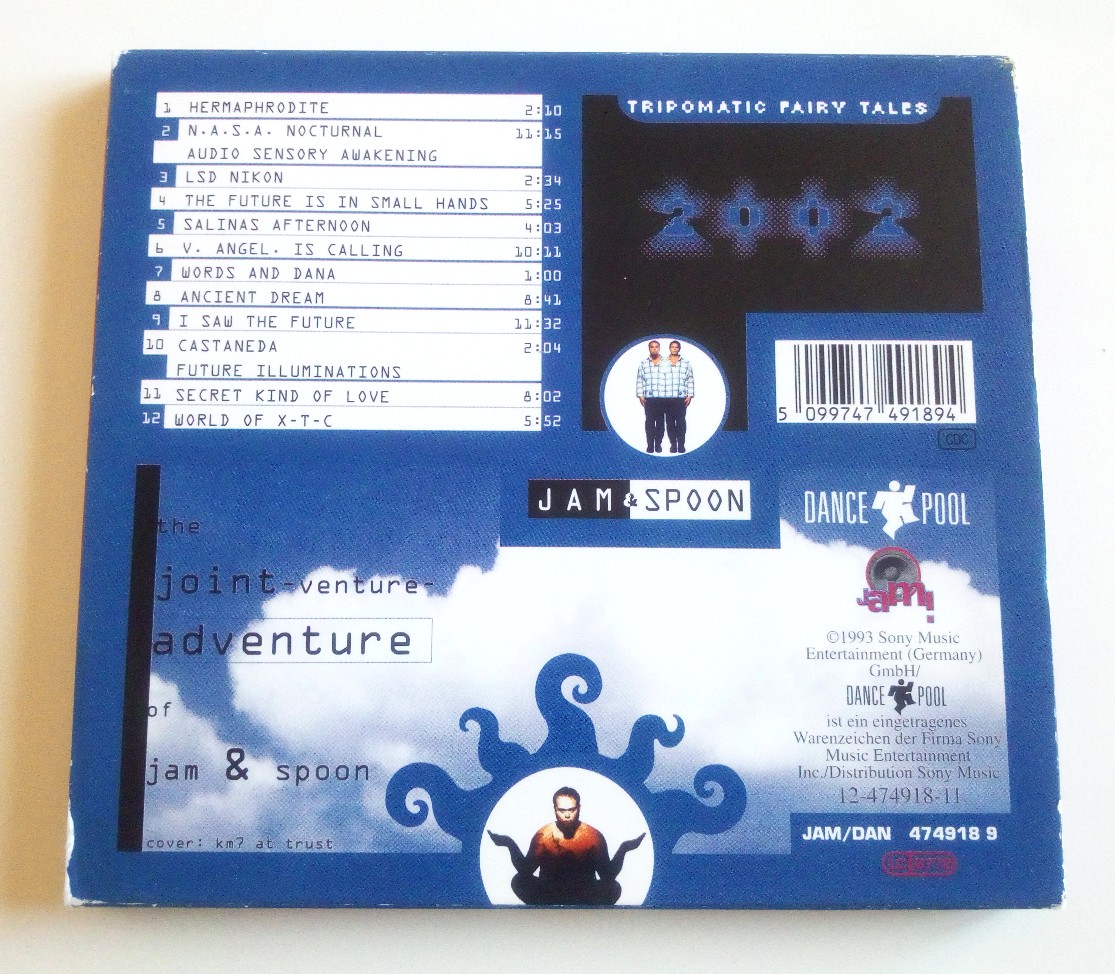 1 HERMAPHRODITE 2:10
2 N.A.S.A. NOCTURNAL 11:15
AUDIO SENSORY AWAKENING
3 LSD NIKON 2:34
4 THE FUTURE IS IN SMALL HANDS 5:25
5 SALINAS AFTERNOON 4:03
6 V. ANGEL. IS CALLING 10:11
7 WORDS AND DANA 1:00
8 ANCIENT DREAM 8:41
9 I SAW THE FUTURE 11:32
10 CASTANEDA 2:04
FUTURE ILLUMINATIONS
11 SECRET KIND OF LOVE 8:02
12 WORLD OF X-T-C 5:52
TRIPOMATIC FAIRY TALES
2002
5 099747 491894
GDC
JAM & SPOON
the
joint-venture-
adventure
of
jam & spoon
cover: km7 at trust
DANCE POOL
Jam!
©1993 Sony Music
Entertainment (Germany)
GmbH/
DANCE POOL
ist ein eingetragenes
Warenzeichen der Firma Sony
Music Entertainment
Inc./Distribution Sony Music
12-474918-11
JAM/DAN 474918 9